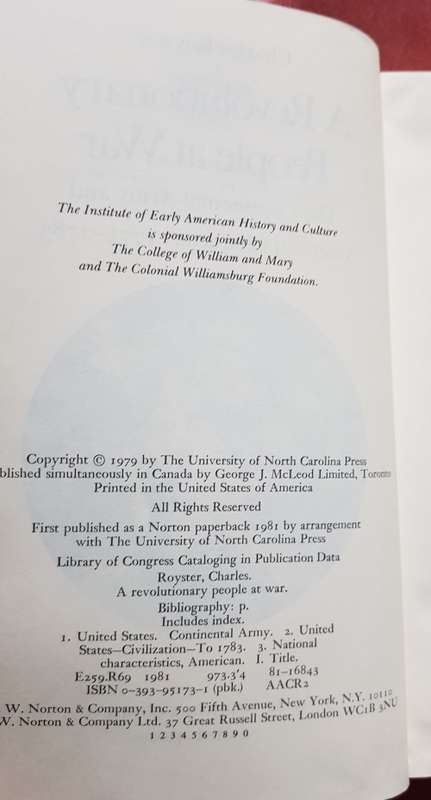 The Institute of Early American History and Culture
is sponsored jointly by
The College of William and Mary
and The Colonial Williamsburg Foundation.
Copyright © 1979 by The University of North Carolina Press
blished simultaneously in Canada by George J. McLeod Limited, Toronto
Printed in the United States of America
All Rights Reserved
First published as a Norton paperback 1981 by arrangement
with The University of North Carolina Press
Library of Congress Cataloging in Publication Data
Royster, Charles.
A revolutionary people at war.
Bibliography: p.
Includes index.
1. United States. Continental Army. 2. United
States—Civilization—To 1783. 3. National
characteristics, American. I. Title.
E259.R69 1981 973.3'4 81-16843
ISBN 0-393-95173-1 (pbk.) AACR2
W. Norton & Company Inc. 500 Fifth Avenue, New York, N.Y. 10110
W. Norton & Company Ltd. 37 Great Russell Street, London WC1B 3NU
1 2 3 4 5 6 7 8 9 0